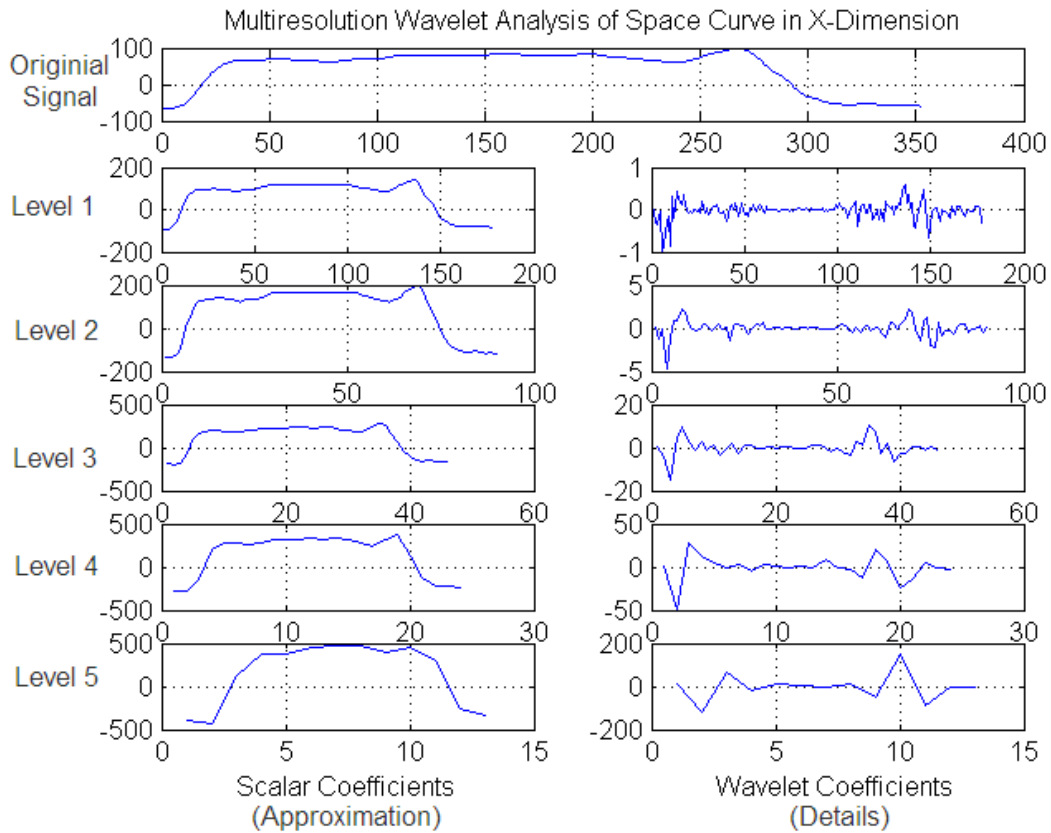 Multiresolution Wavelet Analysis of Space Curve in X-Dimension
Originial
Signal
100
0
-100
0 50 100 150 200 250 300 350 400
Level 1
200
0
-200
0 50 100 150 200
1
0
-1
0 50 100 150 200
Level 2
200
0
-200
0 50 100
5
0
-5
0 50 100
Level 3
500
0
-500
0 20 40 60
20
0
-20
0 20 40 60
Level 4
500
0
-500
0 10 20 30
50
0
-50
0 10 20 30
Level 5
500
0
-500
0 5 10 15
200
0
-200
0 5 10 15
Scalar Coefficients
(Approximation)
Wavelet Coefficients
(Details)